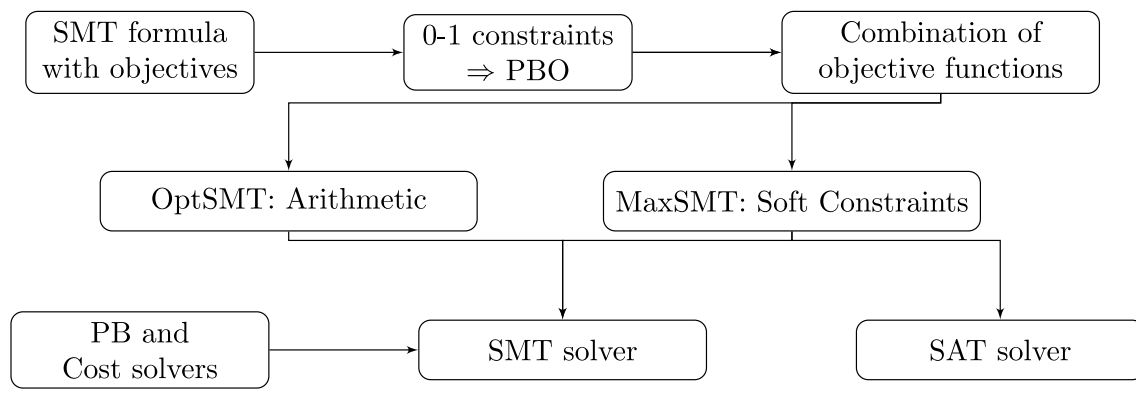 SMT formula
with objectives
0-1 constraints
⇒ PBO
Combination of
objective functions
OptSMT: Arithmetic
MaxSMT: Soft Constraints
PB and
Cost solvers
SMT solver
SAT solver